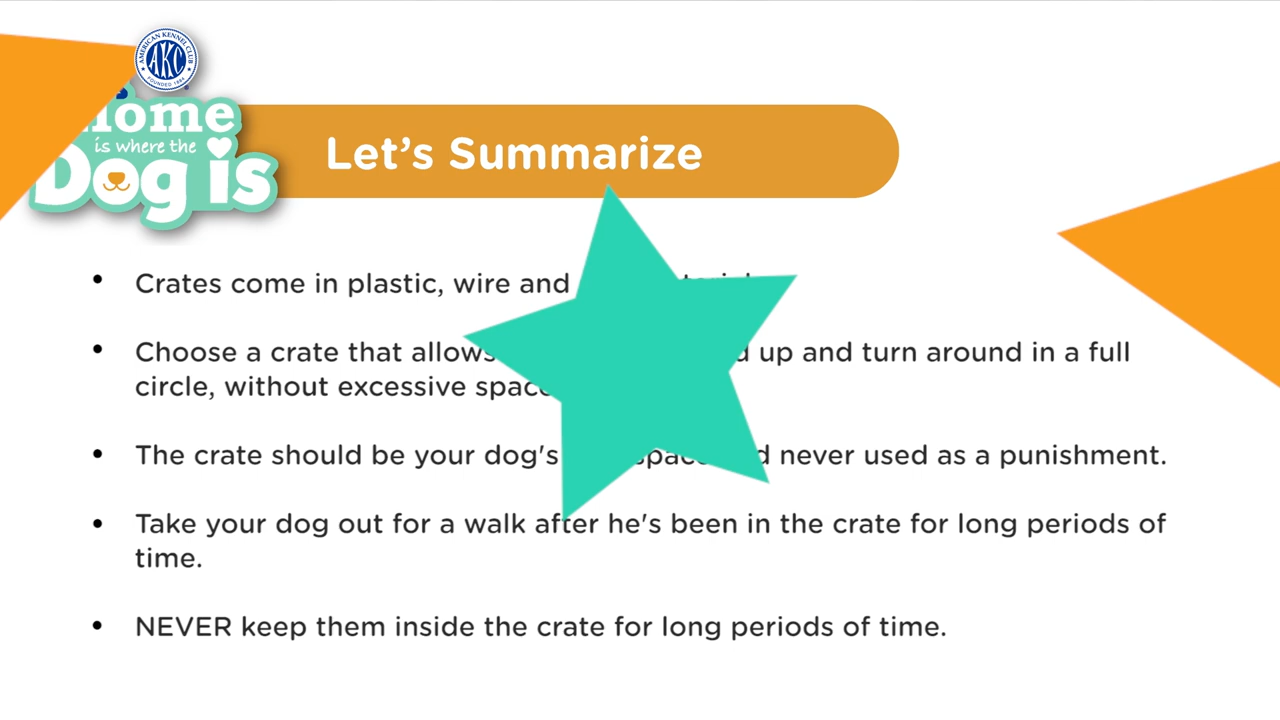 AMERICAN KENNEL CLUB
AKC
FOUNDED 1884
Home
is where the
Dog is
Let's Summarize
• Crates come in plastic, wire and
• Choose a crate that allows up and turn around in a full
circle, without excessive space
• The crate should be your dog's never used as a punishment.
• Take your dog out for a walk after he's been in the crate for long periods of
time.
• NEVER keep them inside the crate for long periods of time.